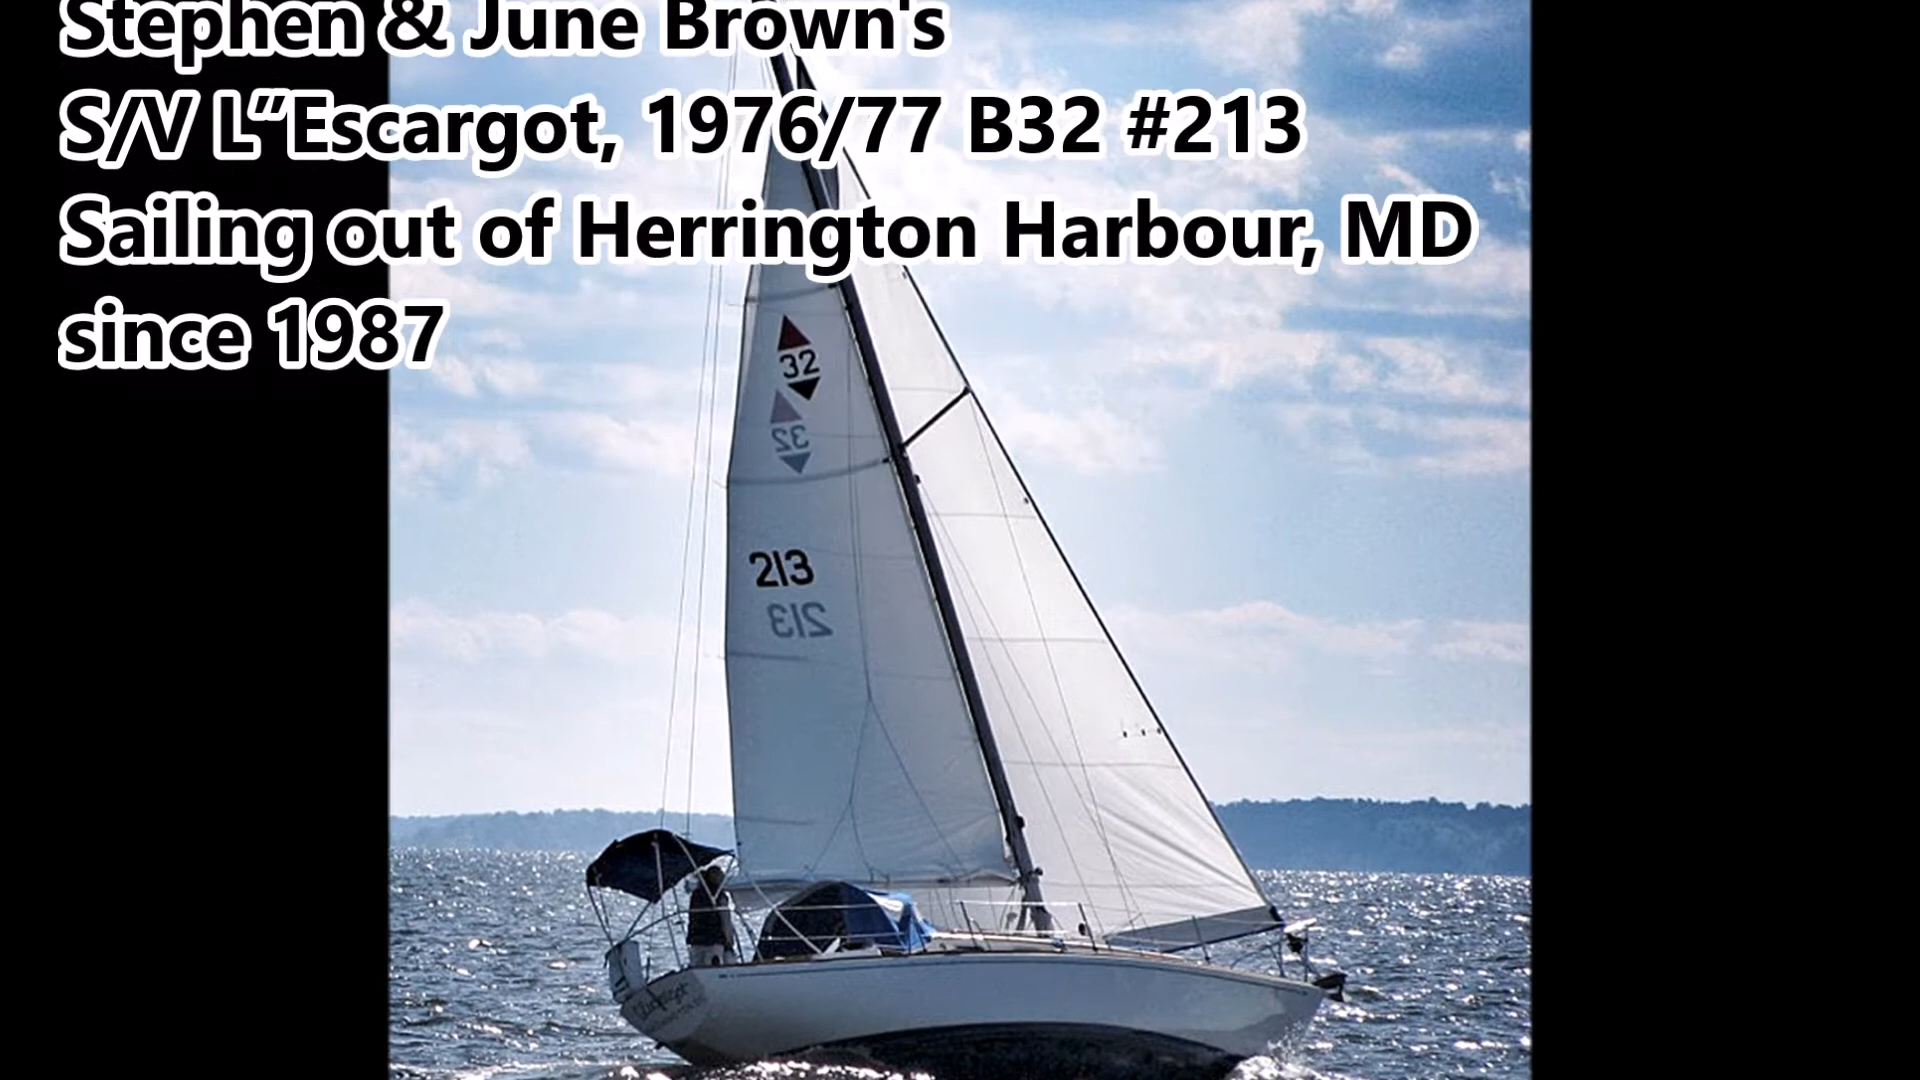 Stephen & June Brown's
S/V L”Escargot, 1976/77 B32 #213
Sailing out of Herrington Harbour, MD
since 1987
32
32
213
213